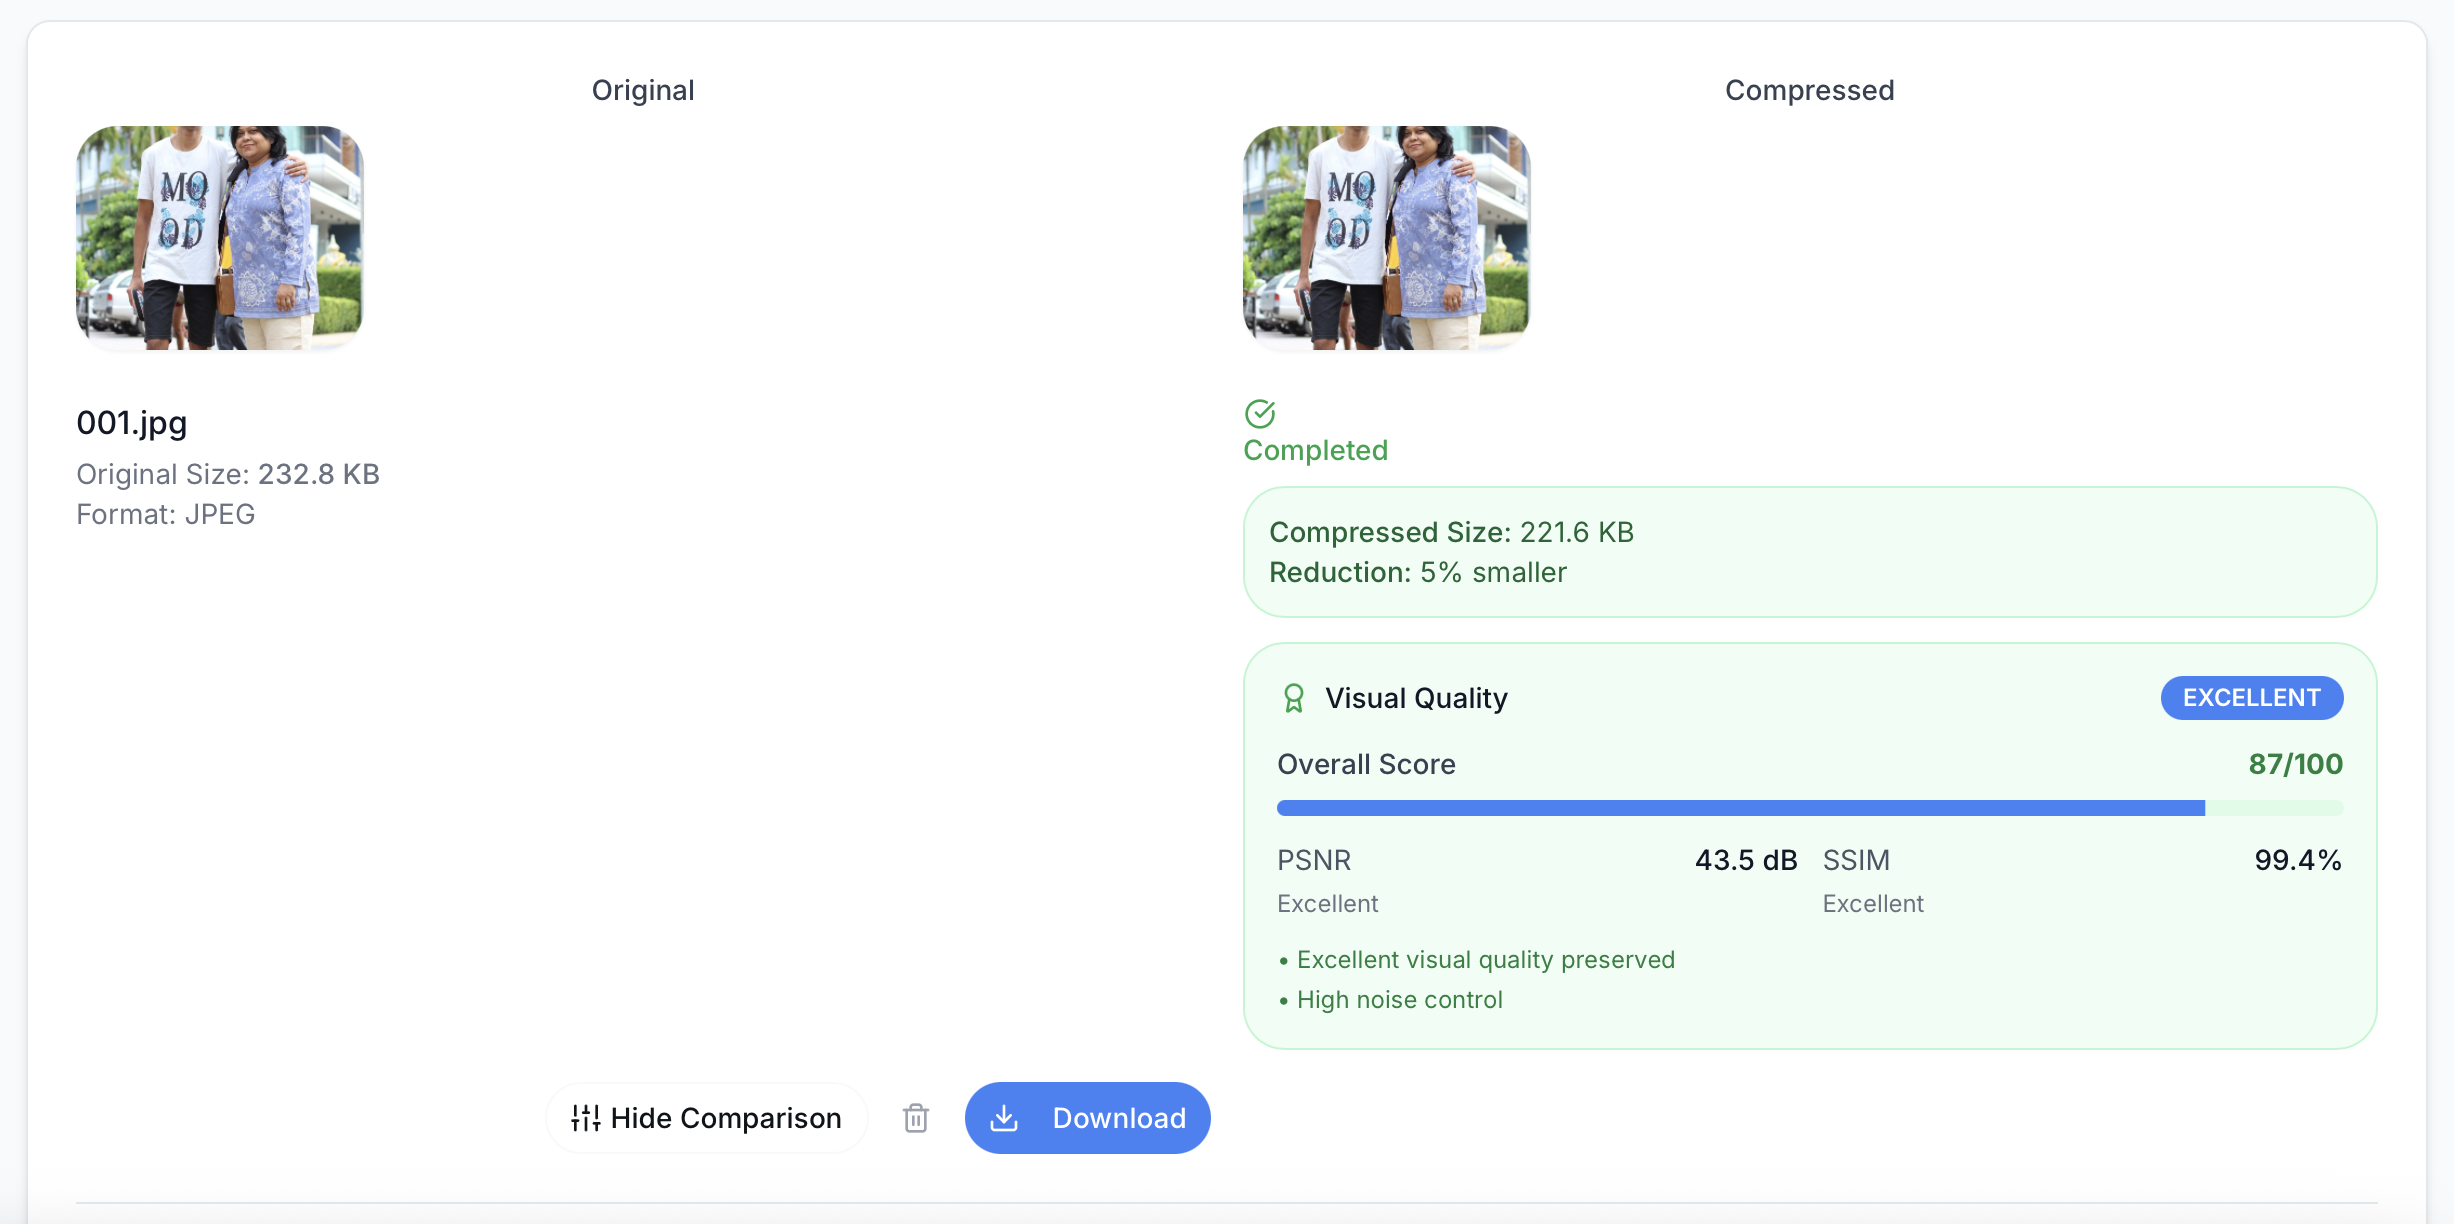 Original
Compressed
MO
OD
MO
OD
001.jpg
Original Size: 232.8 KB
Format: JPEG
Completed
Compressed Size: 221.6 KB
Reduction: 5% smaller
Visual Quality
EXCELLENT
Overall Score
87/100
PSNR
43.5 dB
SSIM
99.4%
Excellent
Excellent
• Excellent visual quality preserved
• High noise control
Hide Comparison
Download